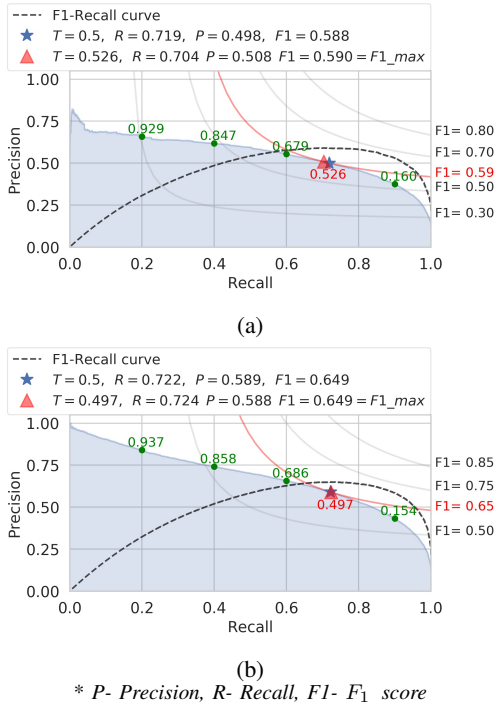 F1-Recall curve
T = 0.5, R = 0.719, P = 0.498, F1 = 0.588
T = 0.526, R = 0.704 P = 0.508 F1 = 0.590 = F1_max
1.00
0.75
0.50
0.25
0.00
Precision
0.929
0.847
0.679
0.526
0.160
F1= 0.80
F1= 0.70
F1= 0.59
F1= 0.50
F1= 0.30
0.0 0.2 0.4 0.6 0.8 1.0
Recall
(a)
F1-Recall curve
T = 0.5, R = 0.722, P = 0.589, F1 = 0.649
T = 0.497, R = 0.724 P = 0.588 F1 = 0.649 = F1_max
1.00
0.75
0.50
0.25
0.00
Precision
0.937
0.858
0.686
0.497
0.154
F1= 0.85
F1= 0.75
F1= 0.65
F1= 0.50
0.0 0.2 0.4 0.6 0.8 1.0
Recall
(b)
* P- Precision, R- Recall, F1- F₁ score